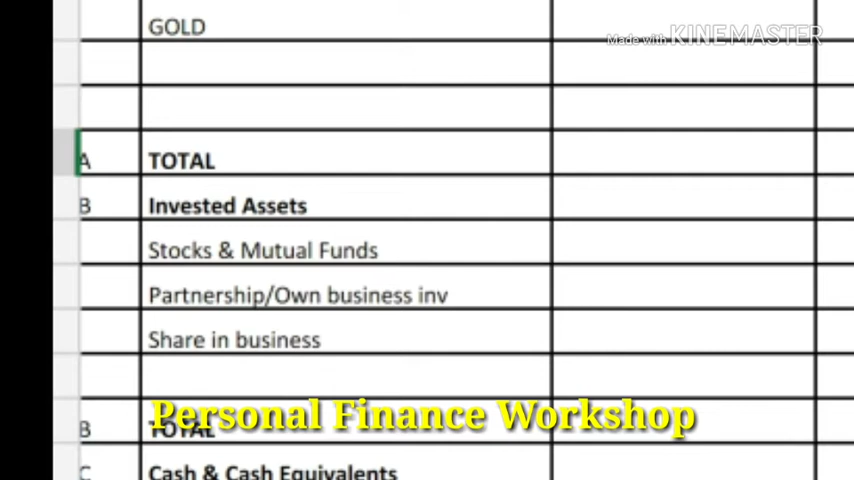 GOLD
Made with KINEMASTER
A TOTAL
B Invested Assets
Stocks & Mutual Funds
Partnership/Own business inv
Share in business
Personal Finance Workshop
B TOTAL
C Cash & Cash Equivalents